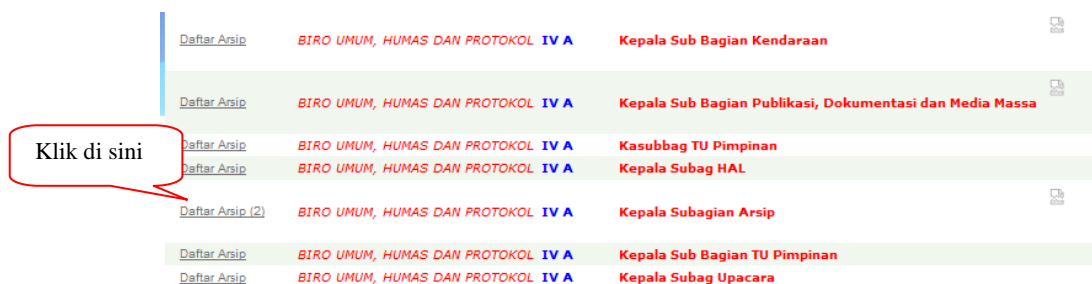 Daftar Arsip BIRO UMUM, HUMAS DAN PROTOKOL IV A Kepala Sub Bagian Kendaraan
Daftar Arsip BIRO UMUM, HUMAS DAN PROTOKOL IV A Kepala Sub Bagian Publikasi, Dokumentasi dan Media Massa
Klik di sini
Daftar Arsip BIRO UMUM, HUMAS DAN PROTOKOL IV A Kasubbag TU Pimpinan
Daftar Arsip BIRO UMUM, HUMAS DAN PROTOKOL IV A Kepala Subag HAL
Daftar Arsip (2) BIRO UMUM, HUMAS DAN PROTOKOL IV A Kepala Subagian Arsip
Daftar Arsip BIRO UMUM, HUMAS DAN PROTOKOL IV A Kepala Sub Bagian TU Pimpinan
Daftar Arsip BIRO UMUM, HUMAS DAN PROTOKOL IV A Kepala Subag Upacara